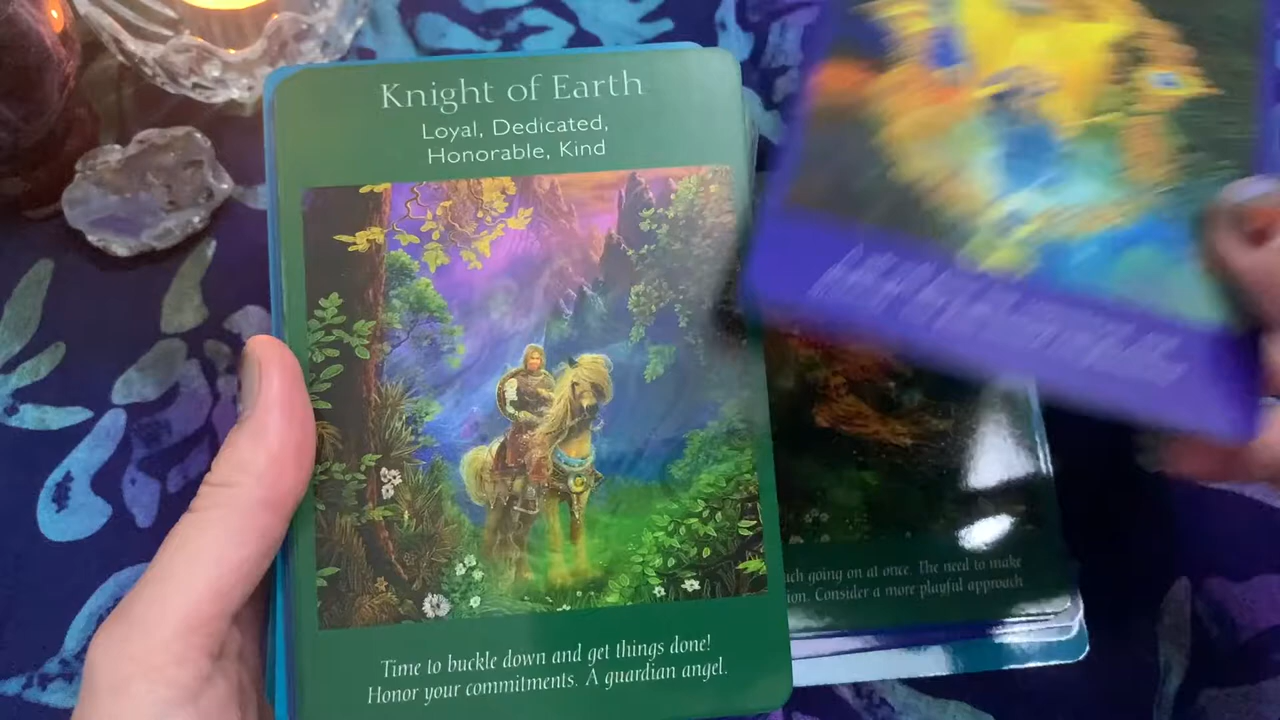 Knight of Earth
Loyal, Dedicated,
Honorable, Kind
Time to buckle down and get things done!
Honor your commitments. A guardian angel.
going on at once. The need to make
Consider a more playful approach